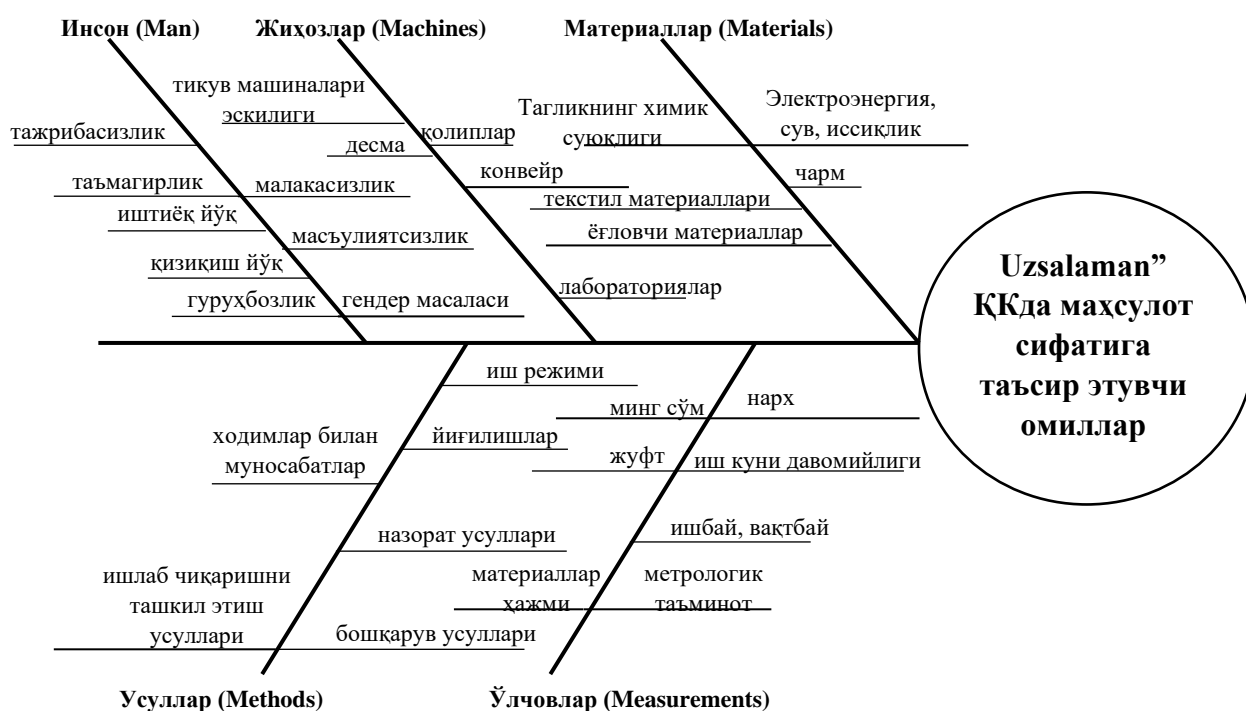 Инсон (Man)
Жиҳозлар (Machines)
Материаллар (Materials)
тикув машиналари
эскилиги
тажрибасизлик
десма
қолиплар
таъмагирлик
малакасизлик
конвейр
иштиёқ йўқ
масъулиятсизлик
қизиқиш йўқ
гуруҳбозлик
гендер масаласи
лабораториялар
Тагликнинг химик
суюқлиги
Электроэнергия,
сув, иссиқлик
чарм
текстил материаллари
ёғловчи материаллар
Uzsalaman”
ҚКда маҳсулот
сифатига
таъсир этувчи
омиллар
иш режими
ходимлар билан
муносабатлар
йиғилишлар
назорат усуллари
ишлаб чиқаришни
ташкил этиш
усуллари
бошқарув усуллари
минг сўм
нарх
жуфт
иш куни давомийлиги
ишбай, вақтбай
материаллар
ҳажми
метрологик
таъминот
Усуллар (Methods)
Ўлчовлар (Measurements)